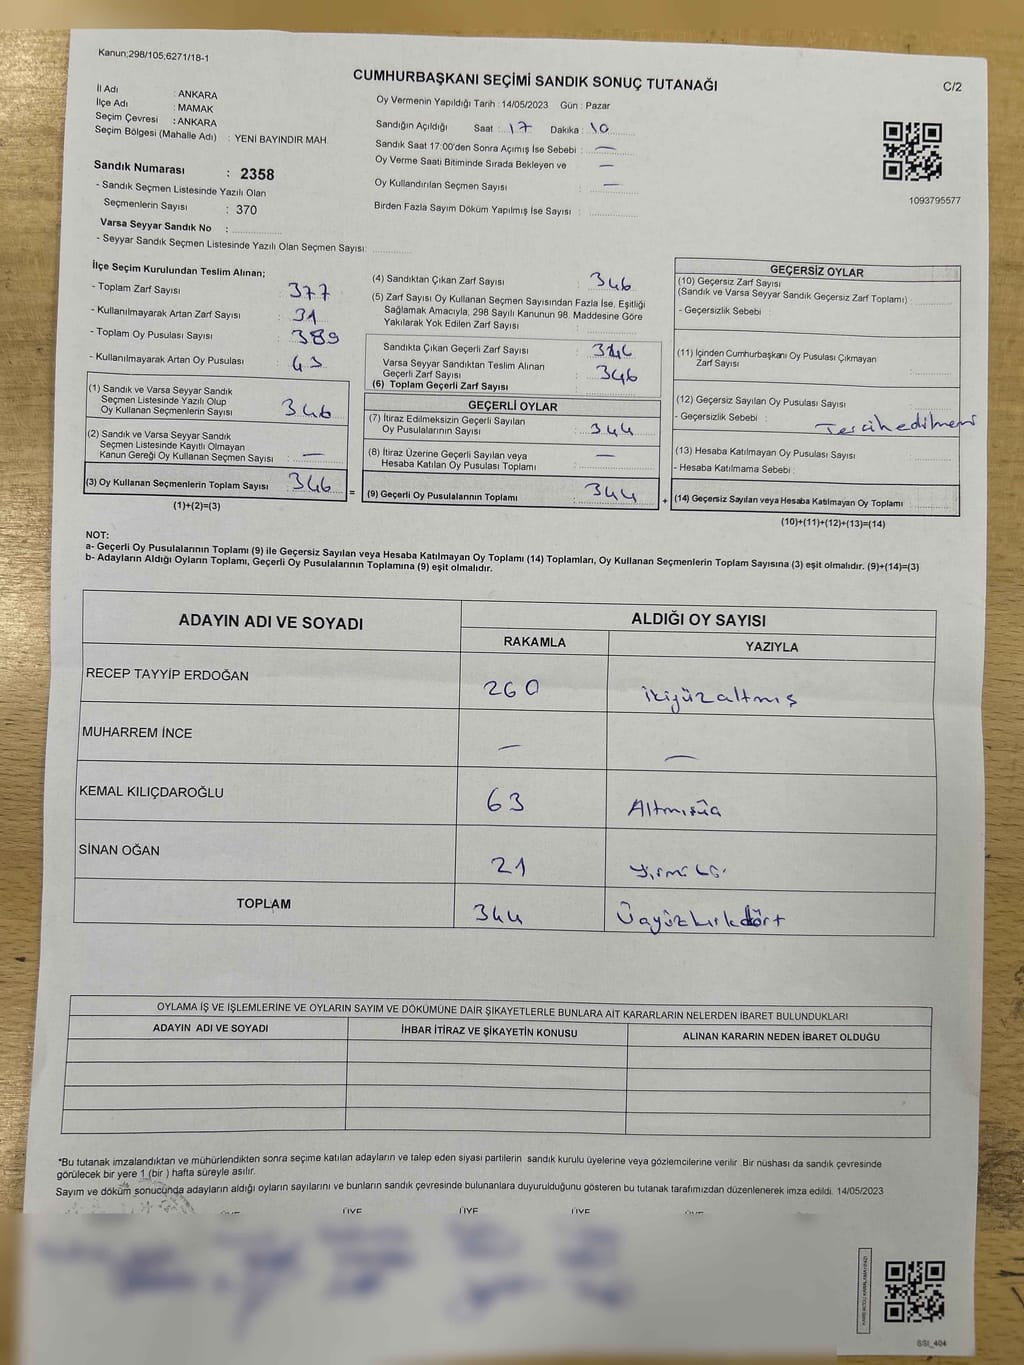 Kanun;298/105;6271/18-1
CUMHURBAŞKANI SEÇİMİ SANDIK SONUÇ TUTANAĞI
C/2
İl Adı : ANKARA
İlçe Adı : MAMAK
Seçim Çevresi : ANKARA
Seçim Bölgesi (Mahalle Adı) : YENİ BAYINDIR MAH.
Oy Vermenin Yapıldığı Tarih : 14/05/2023 Gün : Pazar
Sandığın Açıldığı Saat : 17 Dakika : 10
Sandık Saat 17:00'den Sonra Açımış İse Sebebi : —
Oy Verme Saati Bitiminde Sırada Bekleyen ve —
Oy Kullandırılan Seçmen Sayısı : —
Birden Fazla Sayım Döküm Yapılmış İse Sayısı :
1093795577
Sandık Numarası : 2358
- Sandık Seçmen Listesinde Yazılı Olan
Seçmenlerin Sayısı : 370
Varsa Seyyar Sandık No :
- Seyyar Sandık Seçmen Listesinde Yazılı Olan Seçmen Sayısı:
İlçe Seçim Kurulundan Teslim Alınan;
- Toplam Zarf Sayısı : 377
- Kullanılmayarak Artan Zarf Sayısı : 31
- Toplam Oy Pusulası Sayısı : 389
- Kullanılmayarak Artan Oy Pusulası : 43
(1) Sandık ve Varsa Seyyar Sandık
Seçmen Listesinde Yazılı Olup
Oy Kullanan Seçmenlerin Sayısı : 346
(2) Sandık ve Varsa Seyyar Sandık
Seçmen Listesinde Kayıtlı Olmayan
Kanun Gereği Oy Kullanan Seçmen Sayısı : —
(3) Oy Kullanan Seçmenlerin Toplam Sayısı : 346
(1)+(2)=(3)
(4) Sandıktan Çıkan Zarf Sayısı : 346
(5) Zarf Sayısı Oy Kullanan Seçmen Sayısından Fazla İse, Eşitliği
Sağlamak Amacıyla; 298 Sayılı Kanunun 98. Maddesine Göre
Yakılarak Yok Edilen Zarf Sayısı :
Sandıkta Çıkan Geçerli Zarf Sayısı : 346
Varsa Seyyar Sandıktan Teslim Alınan
Geçerli Zarf Sayısı : 346
(6) Toplam Geçerli Zarf Sayısı :
GEÇERLİ OYLAR
(7) İtiraz Edilmeksizin Geçerli Sayılan
Oy Pusulalarının Sayısı : 344
(8) İtiraz Üzerine Geçerli Sayılan veya
Hesaba Katılan Oy Pusulası Toplamı : —
= (9) Geçerli Oy Pusulalarının Toplamı : 344
GEÇERSİZ OYLAR
(10) Geçersiz Zarf Sayısı
(Sandık ve Varsa Seyyar Sandık Geçersiz Zarf Toplamı) :
- Geçersizlik Sebebi :
(11) İçinden Cumhurbaşkanı Oy Pusulası Çıkmayan
Zarf Sayısı :
(12) Geçersiz Sayılan Oy Pusulası Sayısı :
- Geçersizlik Sebebi :
(13) Hesaba Katılmayan Oy Pusulası Sayısı :
- Hesaba Katılmama Sebebi :
+ (14) Geçersiz Sayılan veya Hesaba Katılmayan Oy Toplamı :
(10)+(11)+(12)+(13)=(14)
NOT:
a- Geçerli Oy Pusulalarının Toplamı (9) ile Geçersiz Sayılan veya Hesaba Katılmayan Oy Toplamı (14) Toplamları, Oy Kullanan Seçmenlerin Toplam Sayısına (3) eşit olmalıdır. (9)+(14)=(3)
b- Adayların Aldığı Oyların Toplamı, Geçerli Oy Pusulalarının Toplamına (9) eşit olmalıdır.
ADAYIN ADI VE SOYADI
ALDIĞI OY SAYISI
RAKAMLA YAZIYLA
RECEP TAYYİP ERDOĞAN 260 ikiyüzaltmış
MUHARREM İNCE — —
KEMAL KILIÇDAROĞLU 63 Altmışüç
SİNAN OĞAN 21
TOPLAM 344 Üçyüzkırkdört
OYLAMA İŞ VE İŞLEMLERİNE VE OYLARIN SAYIM VE DÖKÜMÜNE DAİR ŞİKAYETLERLE BUNLARA AİT KARARLARIN NELERDEN İBARET BULUNDUKLARI
ADAYIN ADI VE SOYADI İHBAR İTİRAZ VE ŞİKAYETİN KONUSU ALINAN KARARIN NEDEN İBARET OLDUĞU
*Bu tutanak imzalandıktan ve mühürlendikten sonra seçime katılan adayların ve talep eden siyasi partilerin sandık kurulu üyelerine veya gözlemcilerine verilir. Bir nüshası da sandık çevresinde
görülecek bir yere 1 (bir ) hafta süreyle asılır.
Sayım ve döküm sonucunda adayların aldığı oyların sayılarını ve bunların sandık çevresinde bulunanlara duyurulduğunu gösteren bu tutanak tarafımızdan düzenlenerek imza edildi. 14/05/2023
ÜYE ÜYE ÜYE
SSI_404